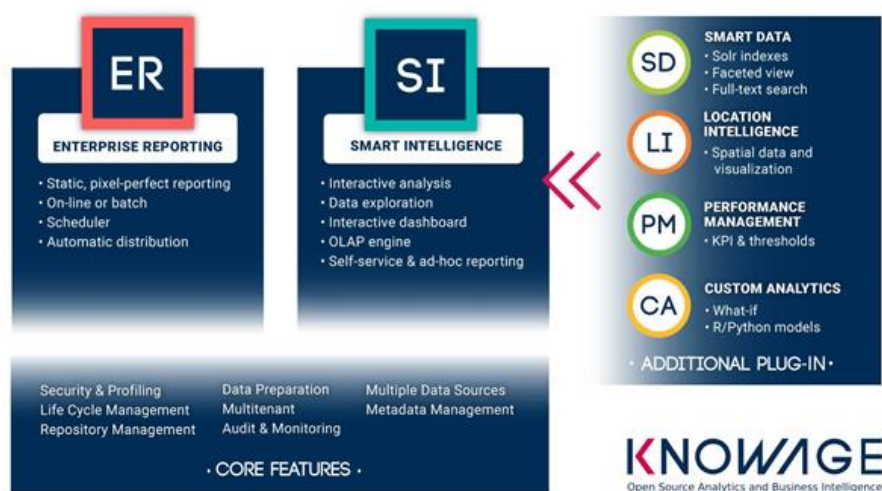 ER
ENTERPRISE REPORTING
• Static, pixel-perfect reporting
• On-line or batch
• Scheduler
• Automatic distribution
SI
SMART INTELLIGENCE
• Interactive analysis
• Data exploration
• Interactive dashboard
• OLAP engine
• Self-service & ad-hoc reporting
SD
SMART DATA
• Solr indexes
• Faceted view
• Full-text search
LI
LOCATION
INTELLIGENCE
• Spatial data and
visualization
PM
PERFORMANCE
MANAGEMENT
• KPI & thresholds
CA
CUSTOM ANALYTICS
• What-if
• R/Python models
• ADDITIONAL PLUG-IN •
Security & Profiling
Life Cycle Management
Repository Management
Data Preparation
Multitenant
Audit & Monitoring
Multiple Data Sources
Metadata Management
• CORE FEATURES •
KNOWAGE
Open Source Analytics and Business Intelligence